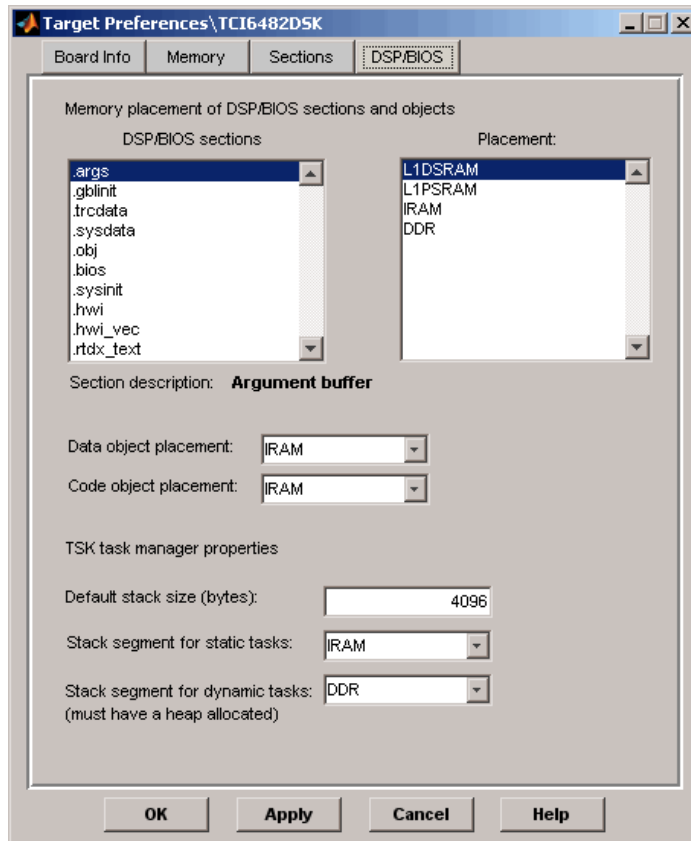 Target Preferences\TCI6482DSK
Board Info Memory Sections DSP/BIOS
Memory placement of DSP/BIOS sections and objects
DSP/BIOS sections Placement:
.args
.gblinit
.trcdata
.sysdata
.obj
.bios
.sysinit
.hwi
.hwi_vec
.rtdx_text
L1DSRAM
L1PSRAM
IRAM
DDR
Section description: Argument buffer
Data object placement: IRAM
Code object placement: IRAM
TSK task manager properties
Default stack size (bytes): 4096
Stack segment for static tasks: IRAM
Stack segment for dynamic tasks: DDR
(must have a heap allocated)
OK Apply Cancel Help